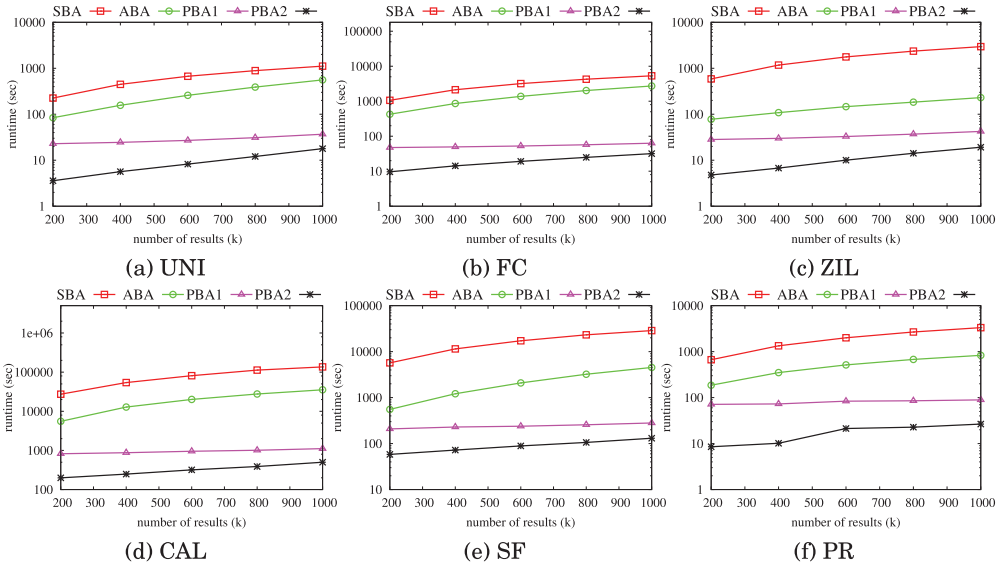 SBA ABA PBA1 PBA2
10000
1000
100
10
1
runtime (sec)
200 300 400 500 600 700 800 900 1000
number of results (k)
(a) UNI
SBA ABA PBA1 PBA2
100000
10000
1000
100
10
1
runtime (sec)
200 300 400 500 600 700 800 900 1000
number of results (k)
(b) FC
SBA ABA PBA1 PBA2
10000
1000
100
10
1
runtime (sec)
200 300 400 500 600 700 800 900 1000
number of results (k)
(c) ZIL
SBA ABA PBA1 PBA2
1e+06
100000
10000
1000
100
runtime (sec)
200 300 400 500 600 700 800 900 1000
number of results (k)
(d) CAL
SBA ABA PBA1 PBA2
100000
10000
1000
100
10
runtime (sec)
200 300 400 500 600 700 800 900 1000
number of results (k)
(e) SF
SBA ABA PBA1 PBA2
10000
1000
100
10
1
runtime (sec)
200 300 400 500 600 700 800 900 1000
number of results (k)
(f) PR